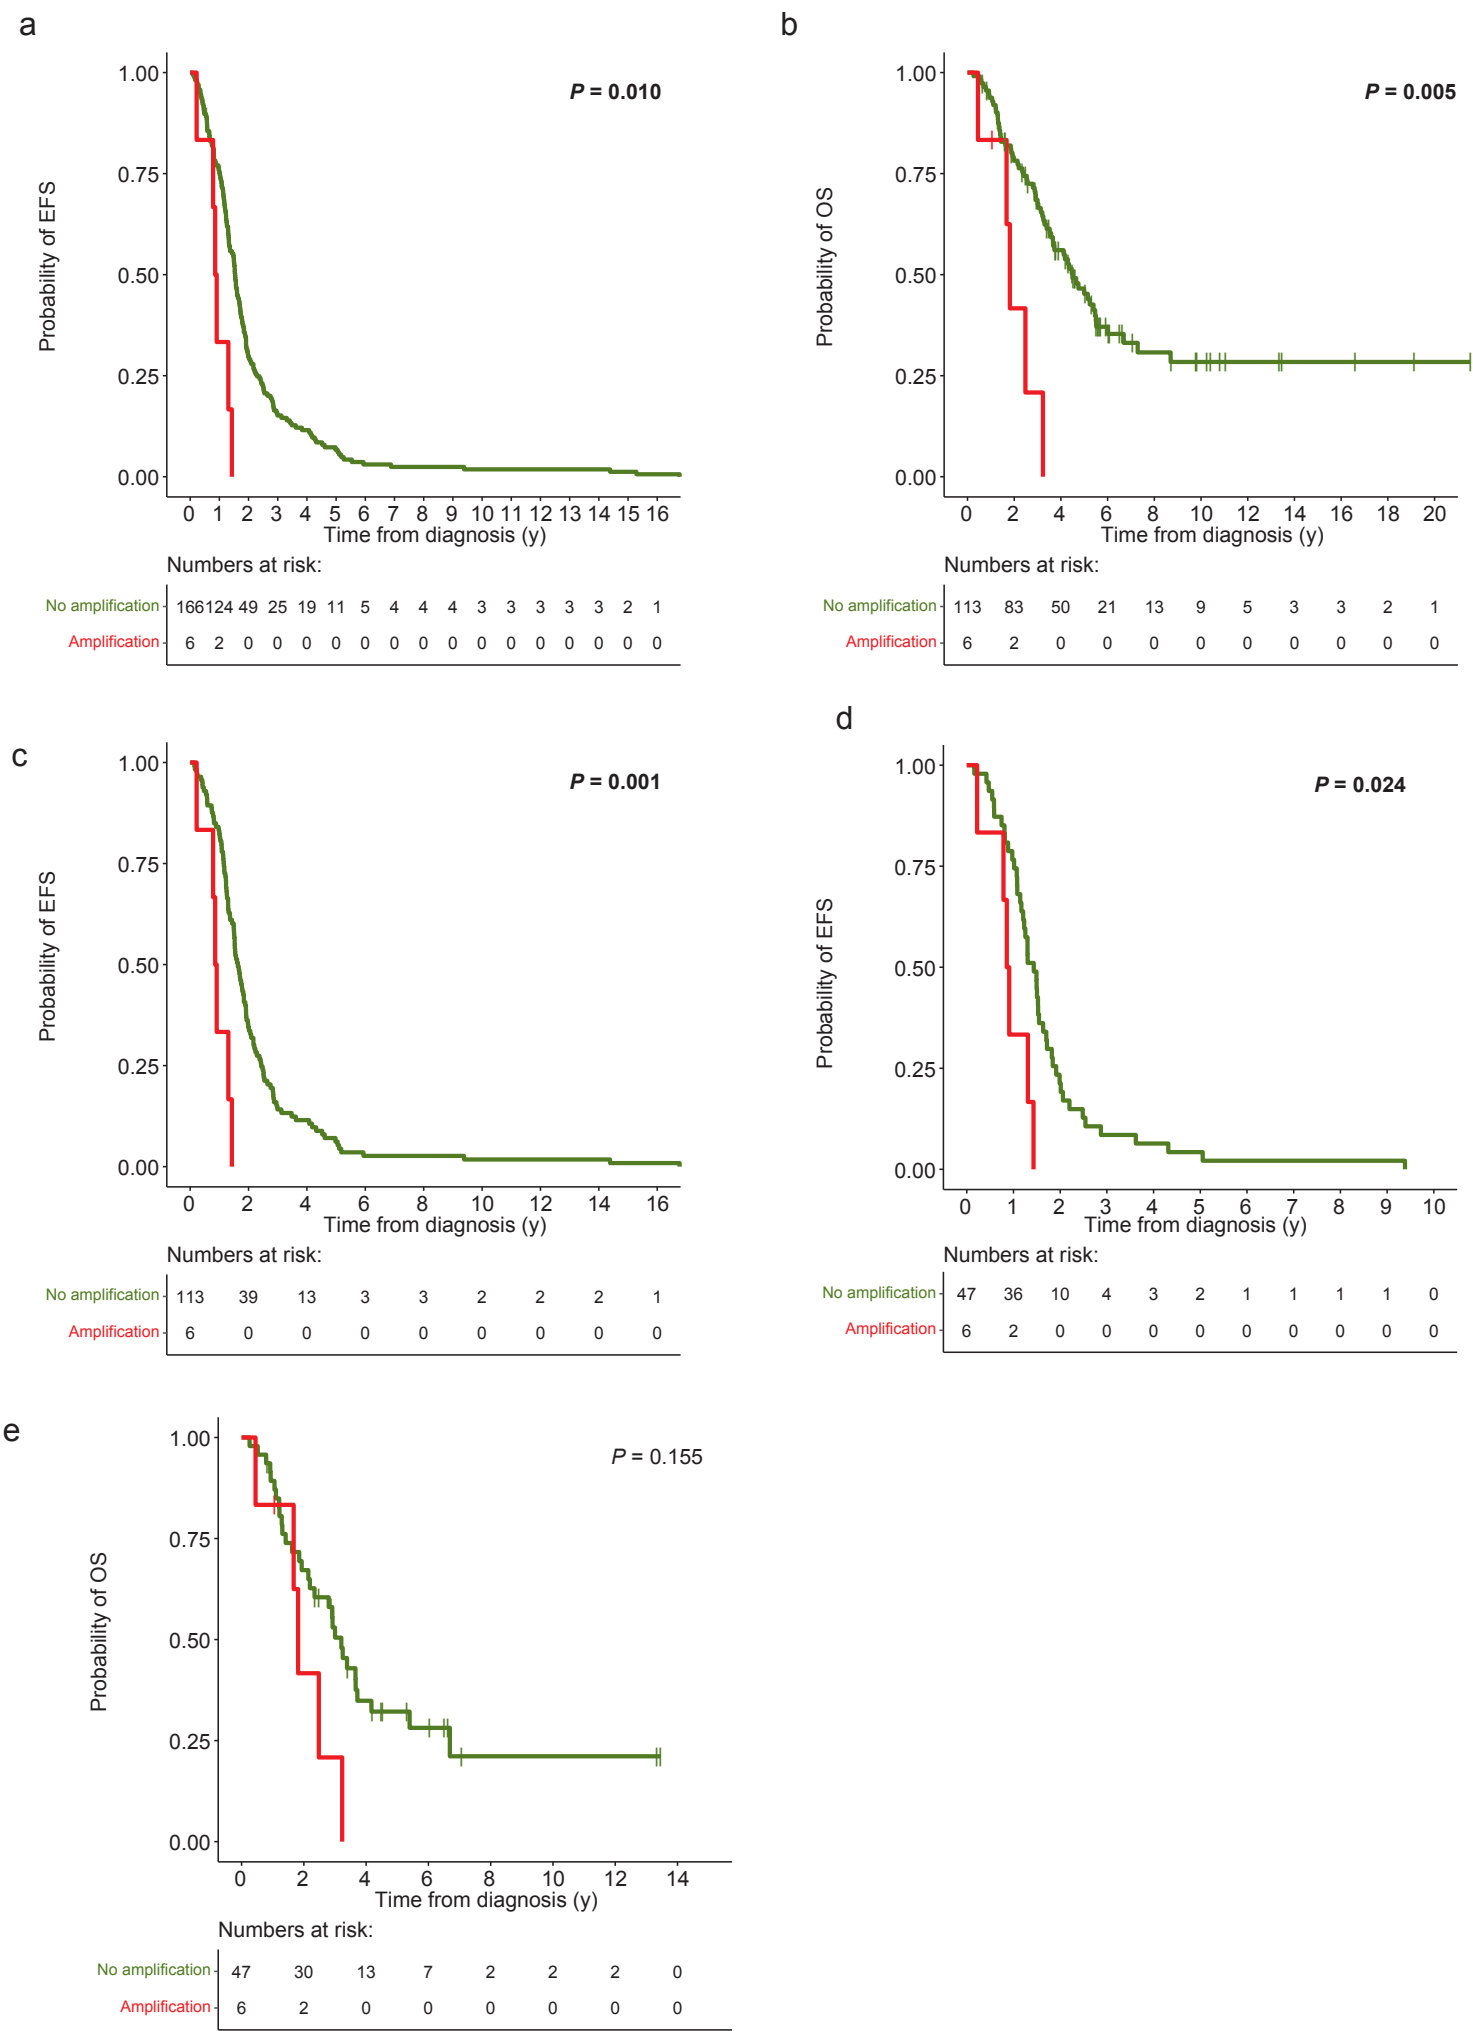 a
P = 0.010
Probability of EFS
1.00
0.75
0.50
0.25
0.00
0 1 2 3 4 5 6 7 8 9 10 11 12 13 14 15 16
Time from diagnosis (y)
Numbers at risk:
No amplification 166 124 49 25 19 11 5 4 4 4 3 3 3 3 3 2 1
Amplification 6 2 0 0 0 0 0 0 0 0 0 0 0 0 0 0 0
b
P = 0.005
Probability of OS
1.00
0.75
0.50
0.25
0.00
0 2 4 6 8 10 12 14 16 18 20
Time from diagnosis (y)
Numbers at risk:
No amplification 113 83 50 21 13 9 5 3 3 2 1
Amplification 6 2 0 0 0 0 0 0 0 0 0
c
P = 0.001
Probability of EFS
1.00
0.75
0.50
0.25
0.00
0 2 4 6 8 10 12 14 16
Time from diagnosis (y)
Numbers at risk:
No amplification 113 39 13 3 3 2 2 2 1
Amplification 6 0 0 0 0 0 0 0 0
d
P = 0.024
Probability of EFS
1.00
0.75
0.50
0.25
0.00
0 1 2 3 4 5 6 7 8 9 10
Time from diagnosis (y)
Numbers at risk:
No amplification 47 36 10 4 3 2 1 1 1 1 0
Amplification 6 2 0 0 0 0 0 0 0 0 0
e
P = 0.155
Probability of OS
1.00
0.75
0.50
0.25
0.00
0 2 4 6 8 10 12 14
Time from diagnosis (y)
Numbers at risk:
No amplification 47 30 13 7 2 2 2 0
Amplification 6 2 0 0 0 0 0 0